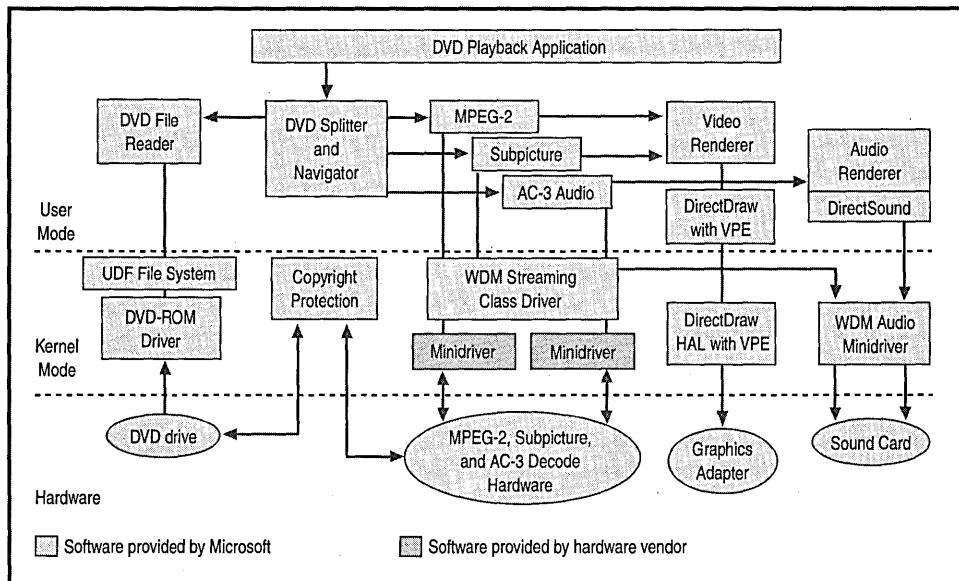 DVD Playback Application
DVD File
Reader
DVD Splitter
and
Navigator
MPEG-2
Subpicture
AC-3 Audio
Video
Renderer
Audio
Renderer
DirectDraw
with VPE
DirectSound
User
Mode
UDF File System
DVD-ROM
Driver
Copyright
Protection
WDM Streaming
Class Driver
DirectDraw
HAL with VPE
WDM Audio
Minidriver
Kernel
Mode
Minidriver
Minidriver
DVD drive
MPEG-2, Subpicture,
and AC-3 Decode
Hardware
Graphics
Adapter
Sound Card
Hardware
Software provided by Microsoft
Software provided by hardware vendor